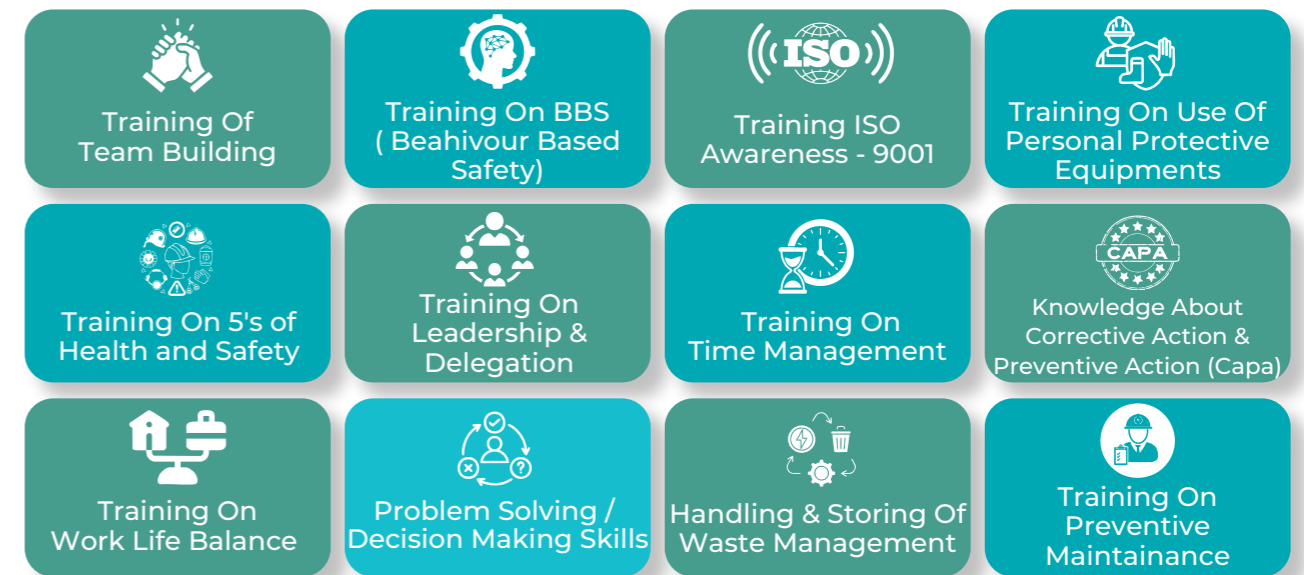 Training Of
Team Building
Training On BBS
( Beahivour Based
Safety)
ISO
Training ISO
Awareness - 9001
Training On Use Of
Personal Protective
Equipments
Training On 5's of
Health and Safety
Training On
Leadership &
Delegation
Training On
Time Management
CAPA
Knowledge About
Corrective Action &
Preventive Action (Capa)
Training On
Work Life Balance
Problem Solving /
Decision Making Skills
Handling & Storing Of
Waste Management
Training On
Preventive
Maintainance